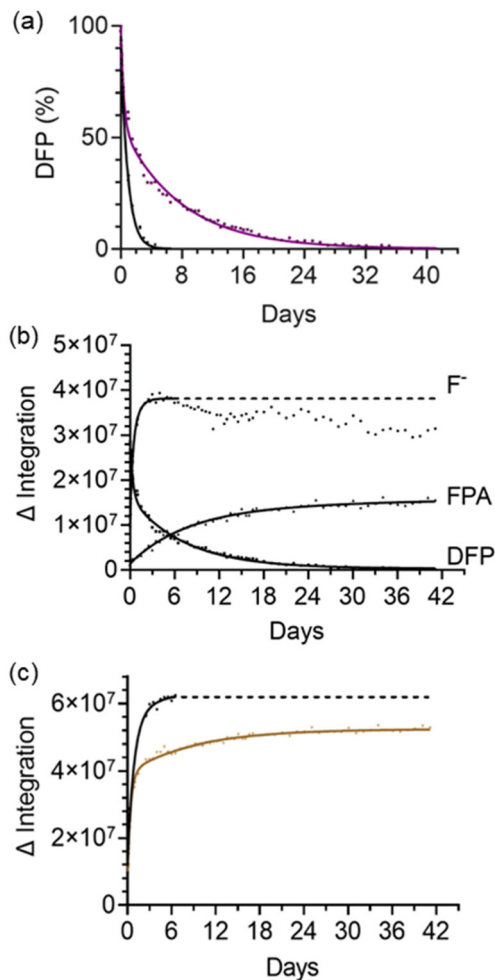 (a)
100
50
0
DFP (%)
0 8 16 24 32 40
Days
(b)
5×10⁷
4×10⁷
3×10⁷
2×10⁷
1×10⁷
0
Δ Integration
F⁻
FPA
DFP
0 6 12 18 24 30 36 42
Days
(c)
6×10⁷
4×10⁷
2×10⁷
0
Δ Integration
0 6 12 18 24 30 36 42
Days